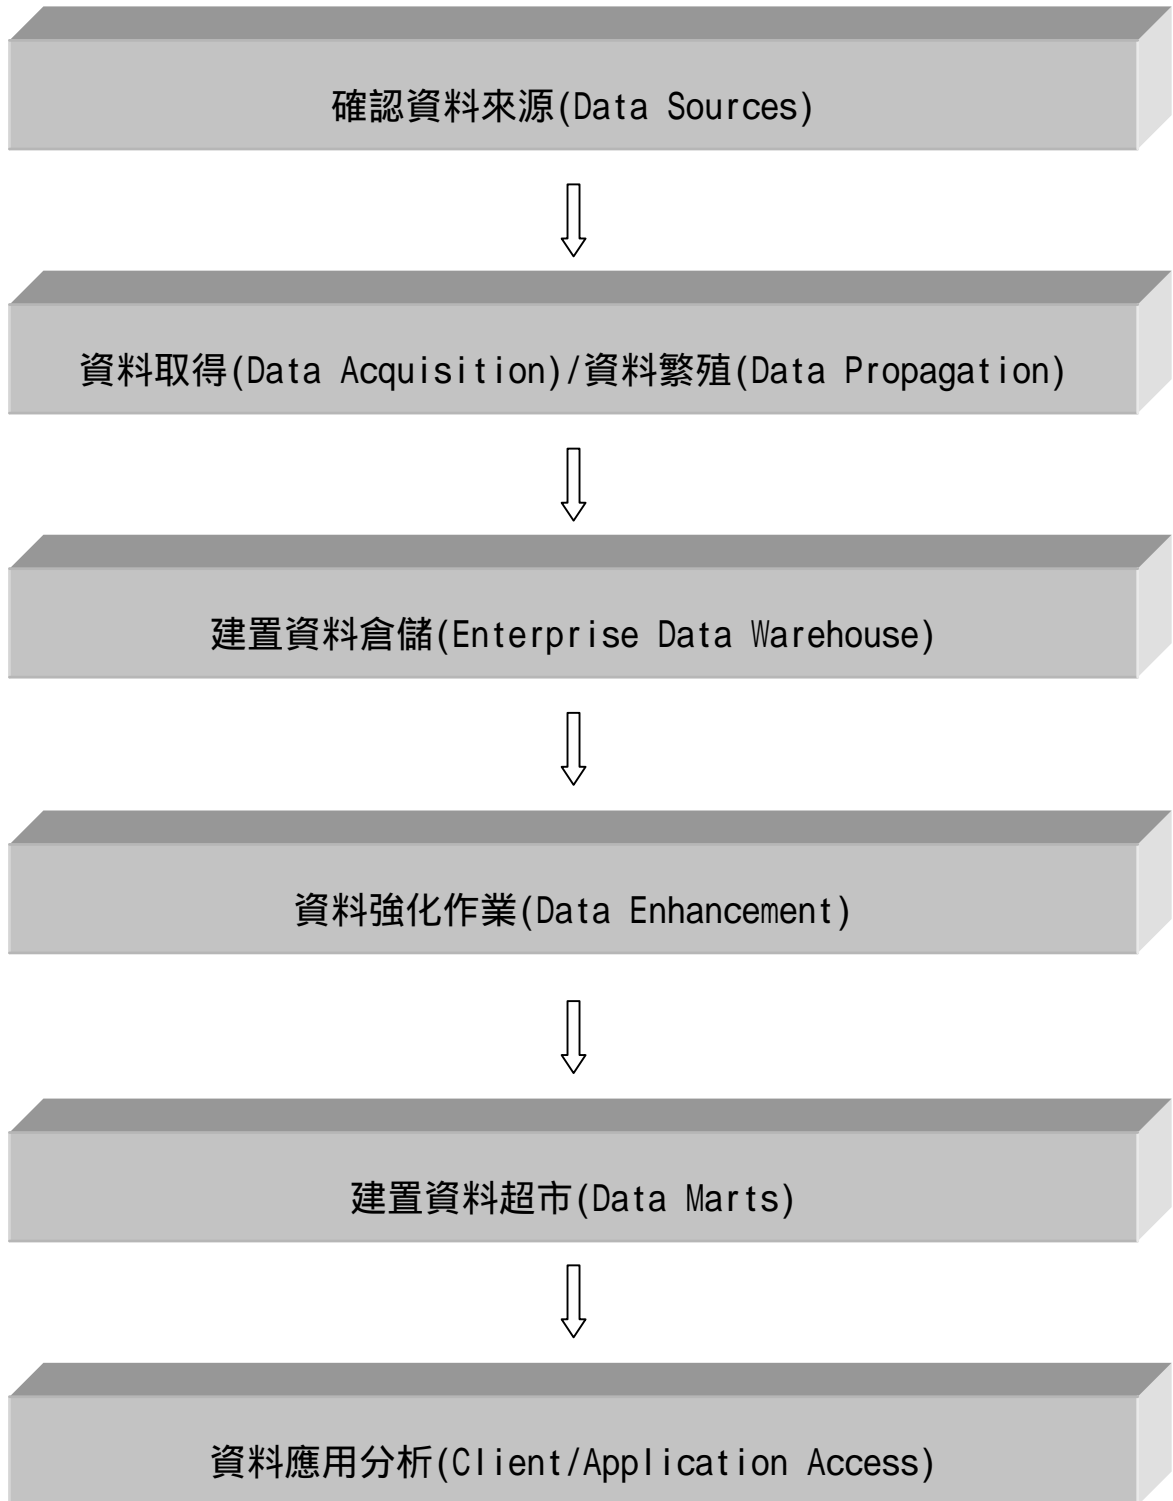 確認資料來源(Data Sources)
資料取得(Data Acquisition)/資料繁殖(Data Propagation)
建置資料倉儲(Enterprise Data Warehouse)
資料強化作業(Data Enhancement)
建置資料超市(Data Marts)
資料應用分析(Client/Application Access)